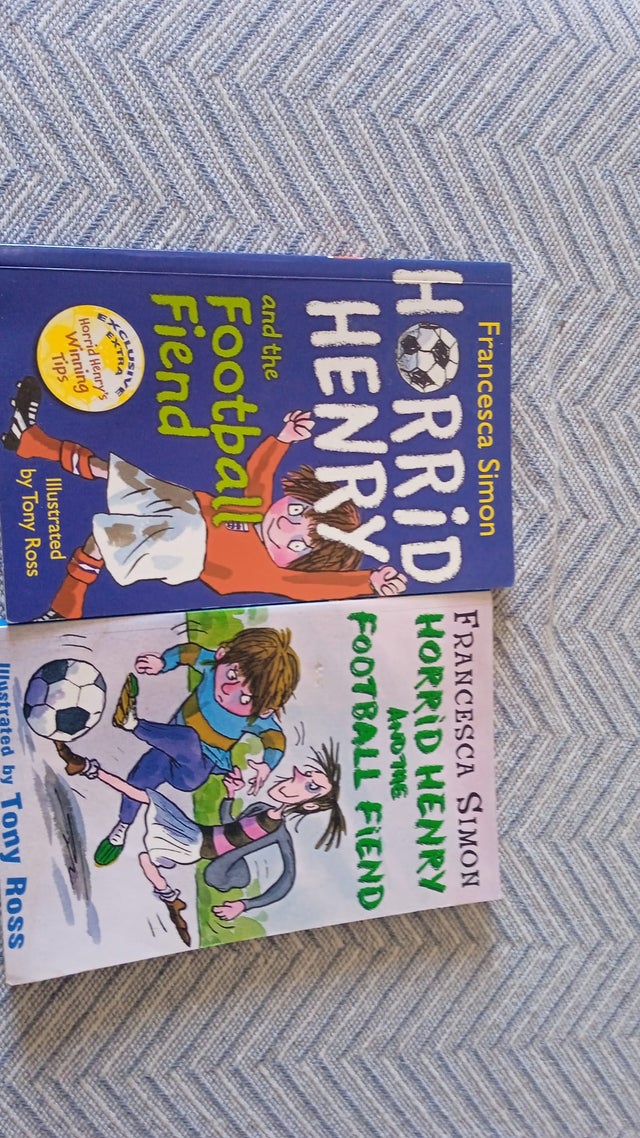 Francesca Simon
HORRiD
HENRY
and the
Football
Fiend
EXCLUSIVE
EXTRA
Horrid Henry's
Winning
Tips
Illustrated
by Tony Ross
FRANCESCA SIMON
HORRiD HENRY
AND THE
FOOTBALL FiEND
Illustrated by Tony Ross